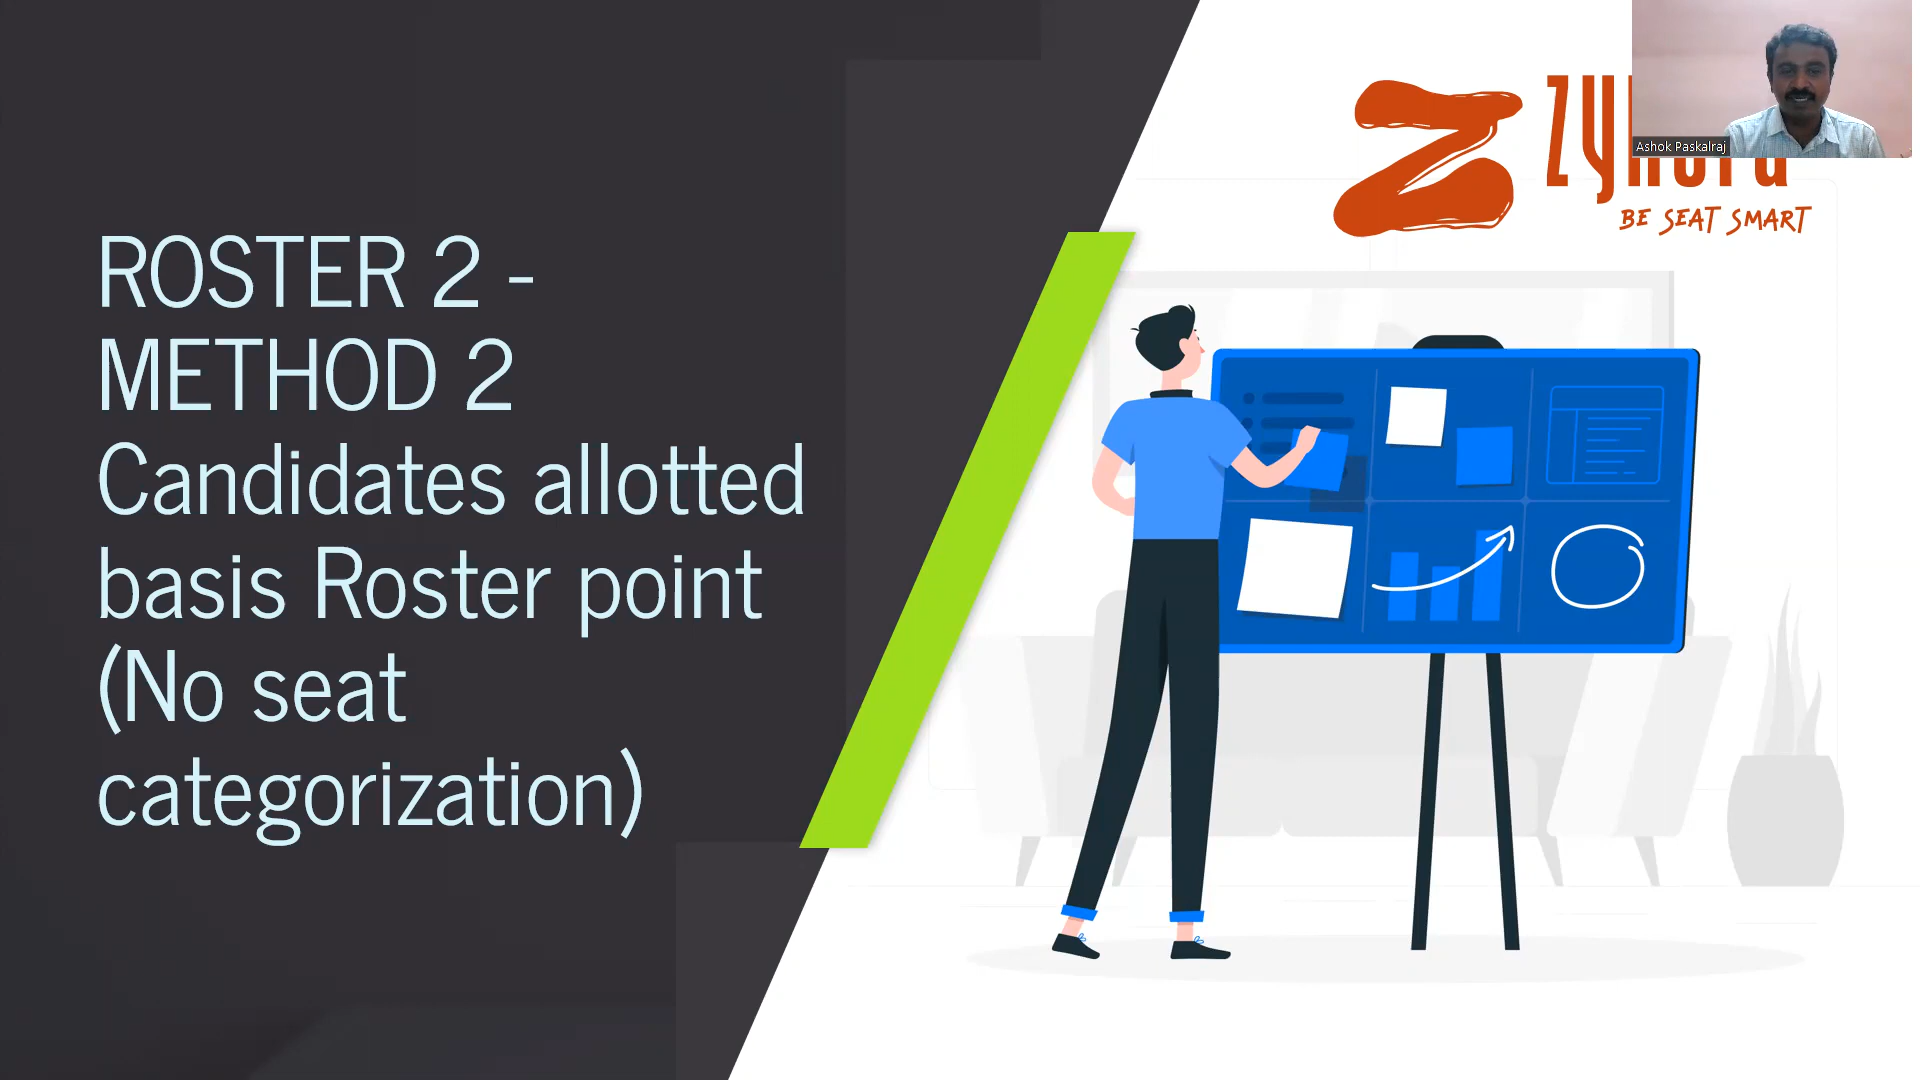 ROSTER 2 -
METHOD 2
Candidates allotted
basis Roster point
(No seat
categorization)
BE SEAT SMART
Ashok Paskalraj